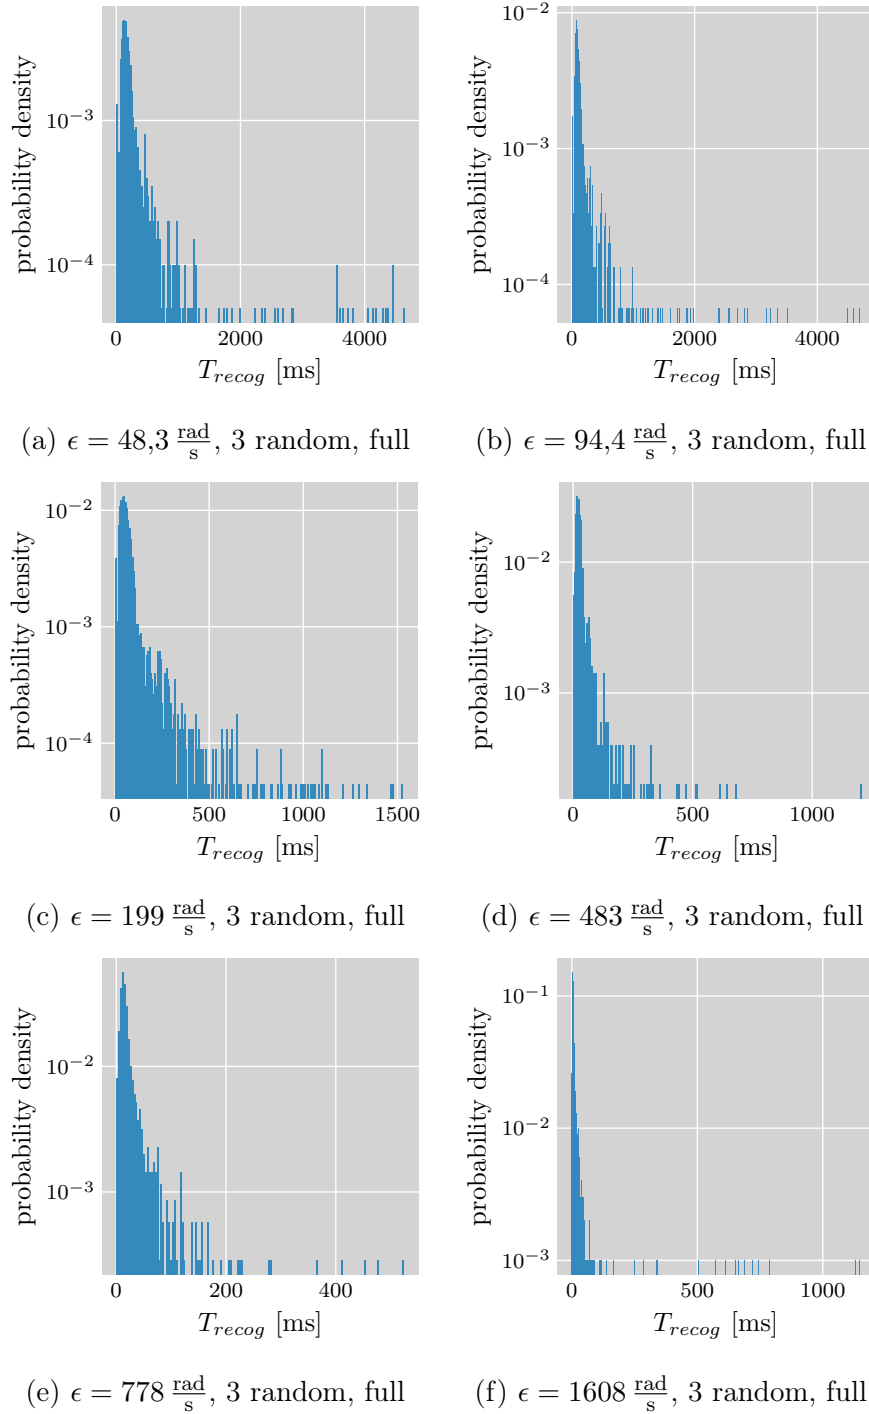 probability density
10⁻³
10⁻⁴
0 2000 4000
T_recog [ms]
(a) ϵ = 48,3 rad/s, 3 random, full
probability density
10⁻²
10⁻³
10⁻⁴
0 2000 4000
T_recog [ms]
(b) ϵ = 94,4 rad/s, 3 random, full
probability density
10⁻²
10⁻³
10⁻⁴
0 500 1000 1500
T_recog [ms]
(c) ϵ = 199 rad/s, 3 random, full
probability density
10⁻²
10⁻³
0 500 1000
T_recog [ms]
(d) ϵ = 483 rad/s, 3 random, full
probability density
10⁻²
10⁻³
0 200 400
T_recog [ms]
(e) ϵ = 778 rad/s, 3 random, full
probability density
10⁻¹
10⁻²
10⁻³
0 500 1000
T_recog [ms]
(f) ϵ = 1608 rad/s, 3 random, full